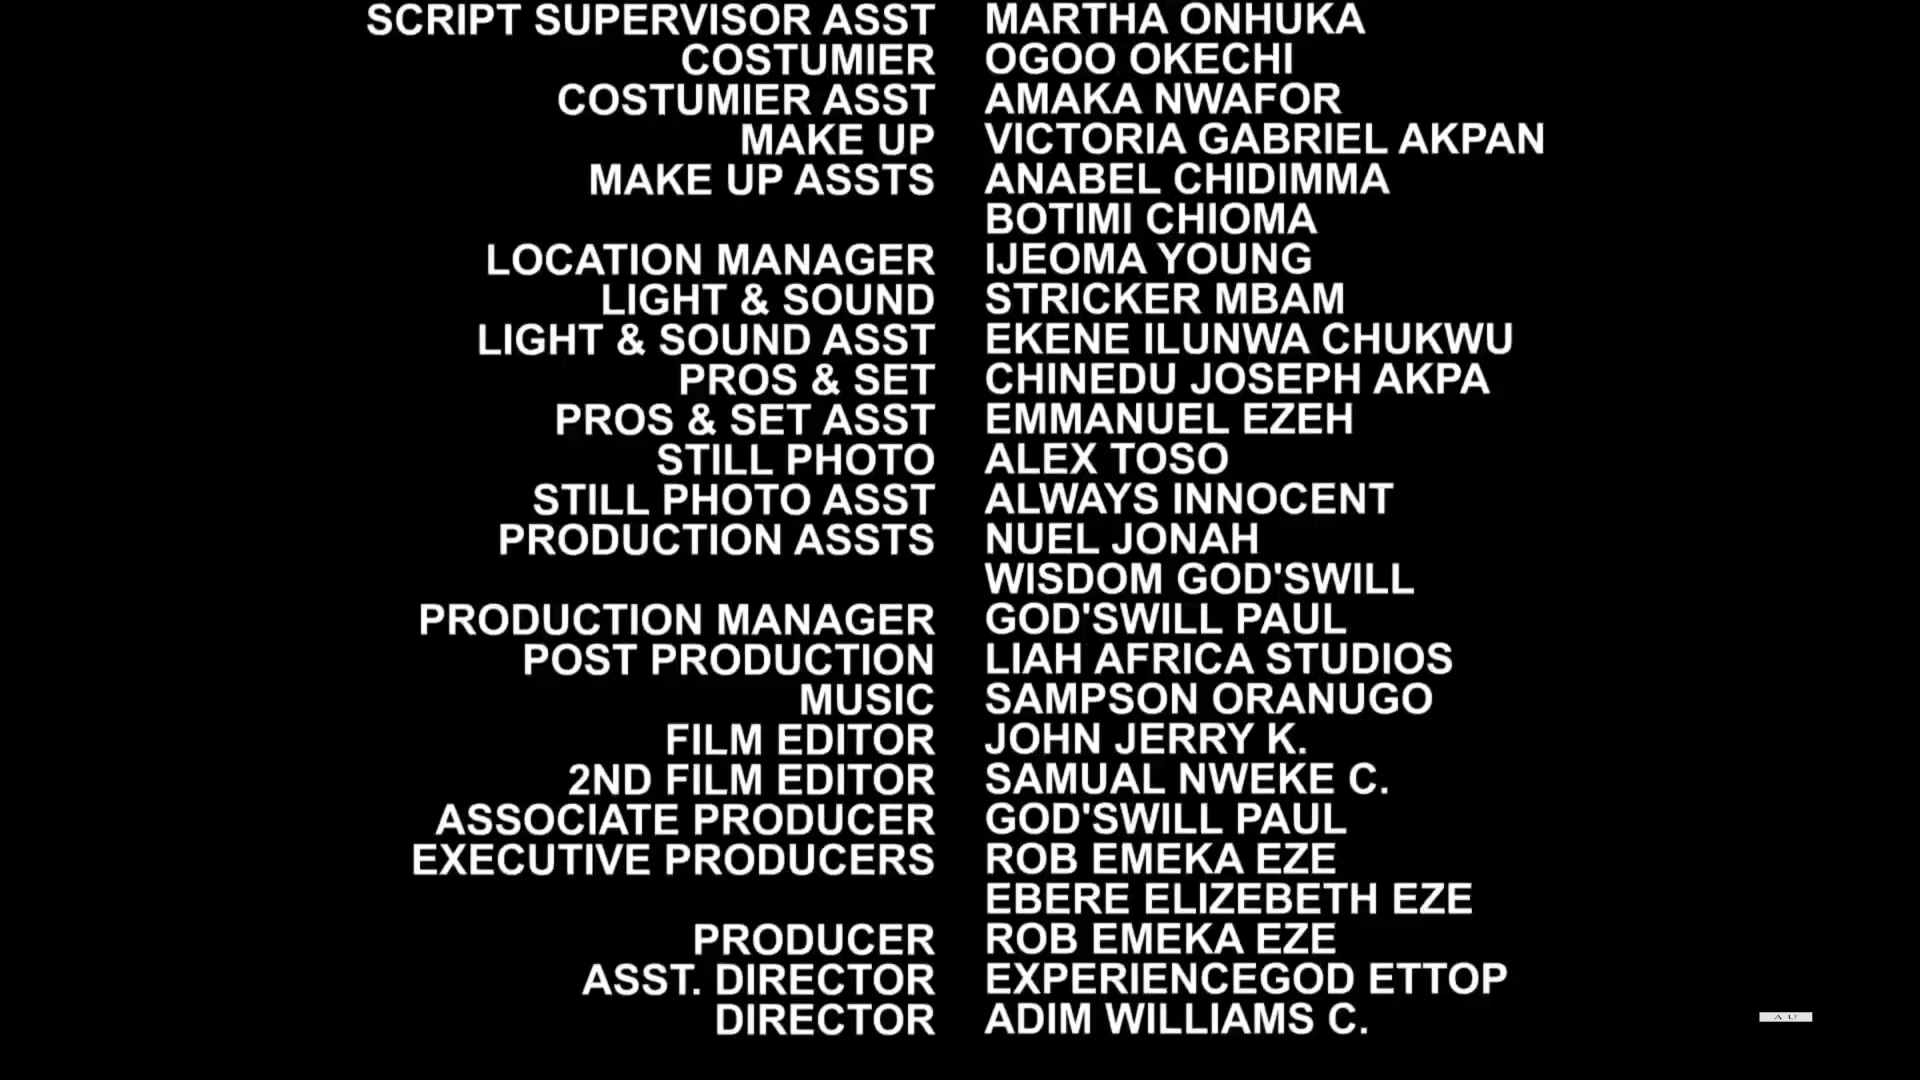 SCRIPT SUPERVISOR ASST MARTHA ONHUKA
COSTUMIER OGOO OKECHI
COSTUMIER ASST AMAKA NWAFOR
MAKE UP VICTORIA GABRIEL AKPAN
MAKE UP ASSTS ANABEL CHIDIMMA
BOTIMI CHIOMA
LOCATION MANAGER IJEOMA YOUNG
LIGHT & SOUND STRICKER MBAM
LIGHT & SOUND ASST EKENE ILUNWA CHUKWU
PROS & SET CHINEDU JOSEPH AKPA
PROS & SET ASST EMMANUEL EZEH
STILL PHOTO ALEX TOSO
STILL PHOTO ASST ALWAYS INNOCENT
PRODUCTION ASSTS NUEL JONAH
WISDOM GOD'SWILL
PRODUCTION MANAGER GOD'SWILL PAUL
POST PRODUCTION LIAH AFRICA STUDIOS
MUSIC SAMPSON ORANUGO
FILM EDITOR JOHN JERRY K.
2ND FILM EDITOR SAMUAL NWEKE C.
ASSOCIATE PRODUCER GOD'SWILL PAUL
EXECUTIVE PRODUCERS ROB EMEKA EZE
EBERE ELIZEBETH EZE
PRODUCER ROB EMEKA EZE
ASST. DIRECTOR EXPERIENCEGOD ETTOP
DIRECTOR ADIM WILLIAMS C.
A U